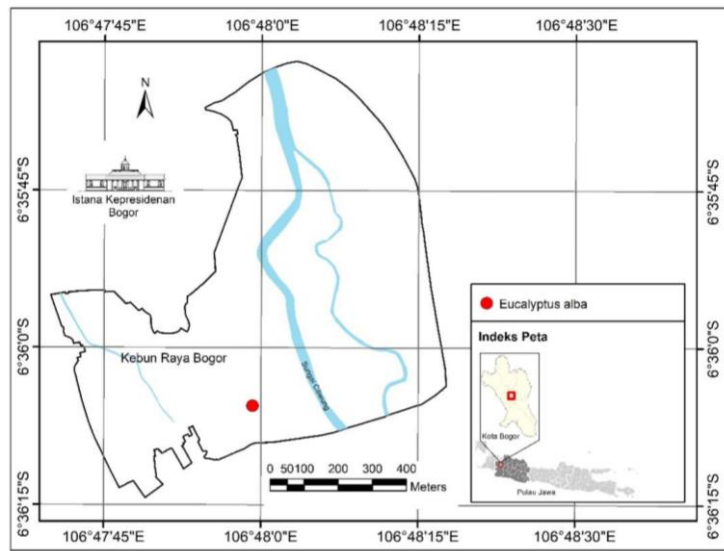 106°47'45"E 106°48'0"E 106°48'15"E 106°48'30"E
N
Istana Kepresidenan
Bogor
6°35'45"S 6°35'45"S
Eucalyptus alba
Indeks Peta
6°36'0"S 6°36'0"S
Kebun Raya Bogor
Sungai Ciliwung
Kota Bogor
0 50 100 200 300 400
Meters
Pulau Jawa
6°36'15"S 6°36'15"S
106°47'45"E 106°48'0"E 106°48'15"E 106°48'30"E